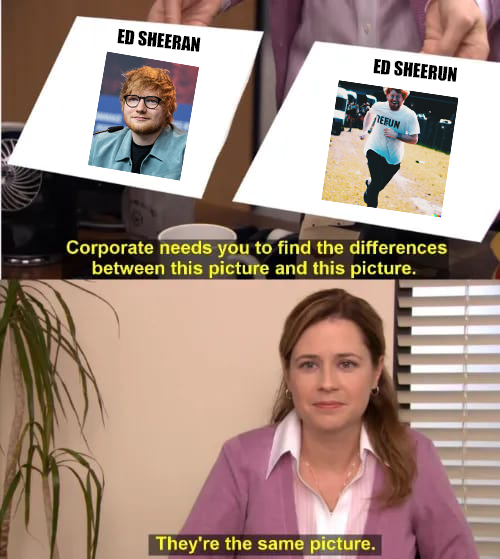 ED SHEERAN
ED SHEERUN
Corporate needs you to find the differences
between this picture and this picture.
They're the same picture.